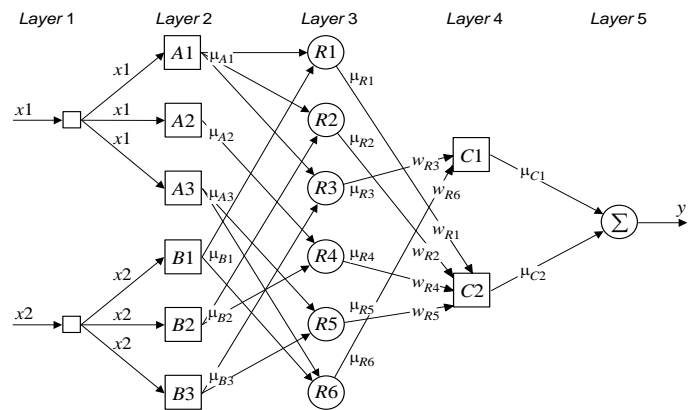 Layer 1 Layer 2 Layer 3 Layer 4 Layer 5
A1 μA1 R1
x1 μR1
x1 x1 A2 μA2 R2 μR2
x1 C1
wR3
A3 μA3 R3 μR3 wR6 μC1
y
Σ
B1 μB1 R4 μR4 wR1
x2 wR2
μC2
wR4 C2
x2 x2 B2 μB2 R5 μR5 wR5
x2
μR6
B3 μB3 R6